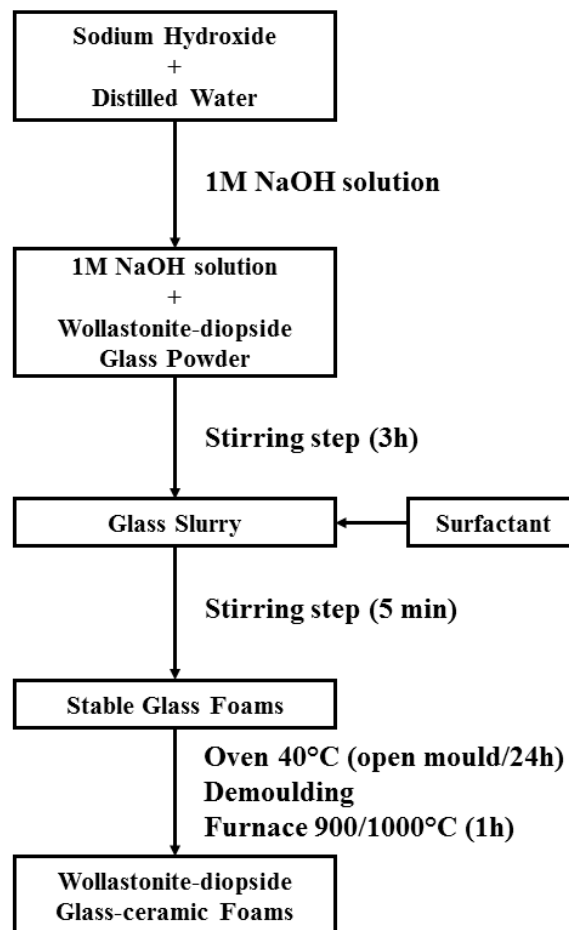 Sodium Hydroxide
+
Distilled Water
1M NaOH solution
1M NaOH solution
+
Wollastonite-diopside
Glass Powder
Stirring step (3h)
Glass Slurry
Surfactant
Stirring step (5 min)
Stable Glass Foams
Oven 40°C (open mould/24h)
Demoulding
Furnace 900/1000°C (1h)
Wollastonite-diopside
Glass-ceramic Foams